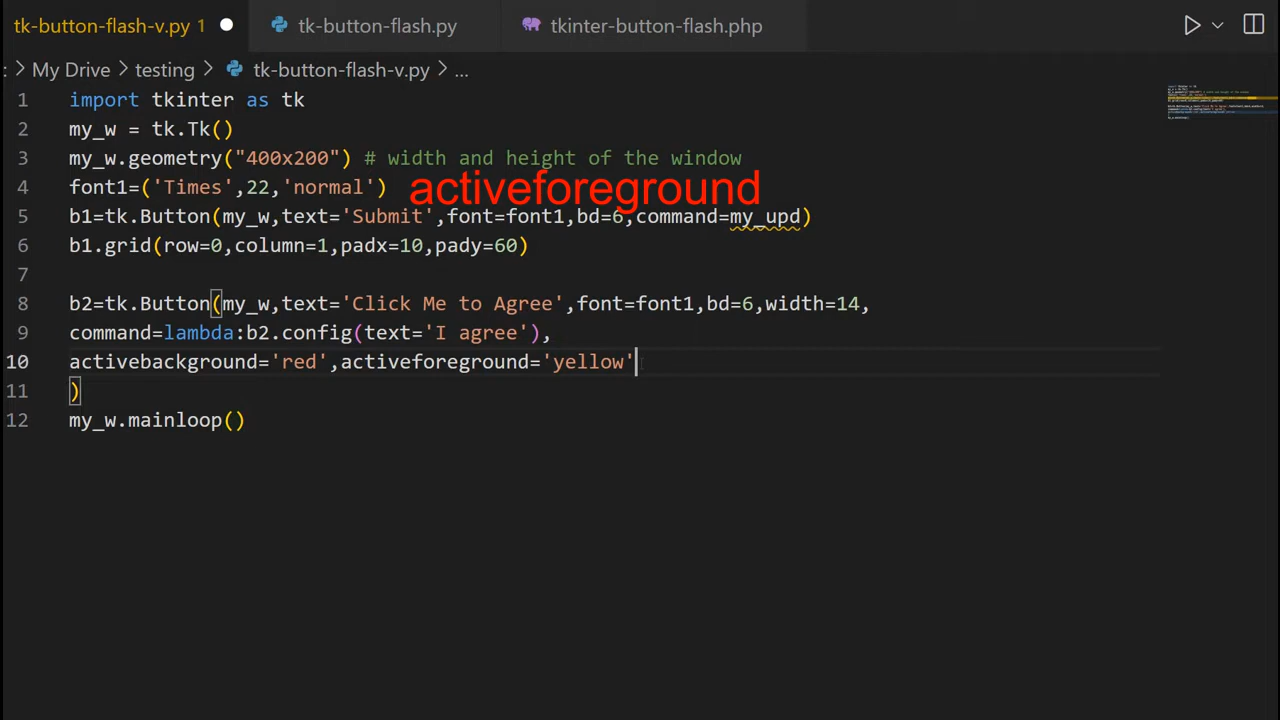 tk-button-flash-v.py 1
tk-button-flash.py
tkinter-button-flash.php
: > My Drive > testing > tk-button-flash-v.py > ...
1 import tkinter as tk
2 my_w = tk.Tk()
3 my_w.geometry("400x200") # width and height of the window
4 font1=('Times',22,'normal')
activeforeground
5 b1=tk.Button(my_w,text='Submit',font=font1,bd=6,command=my_upd)
6 b1.grid(row=0,column=1,padx=10,pady=60)
7
8 b2=tk.Button(my_w,text='Click Me to Agree',font=font1,bd=6,width=14,
9 command=lambda:b2.config(text='I agree'),
10 activebackground='red',activeforeground='yellow'
11 )
12 my_w.mainloop()